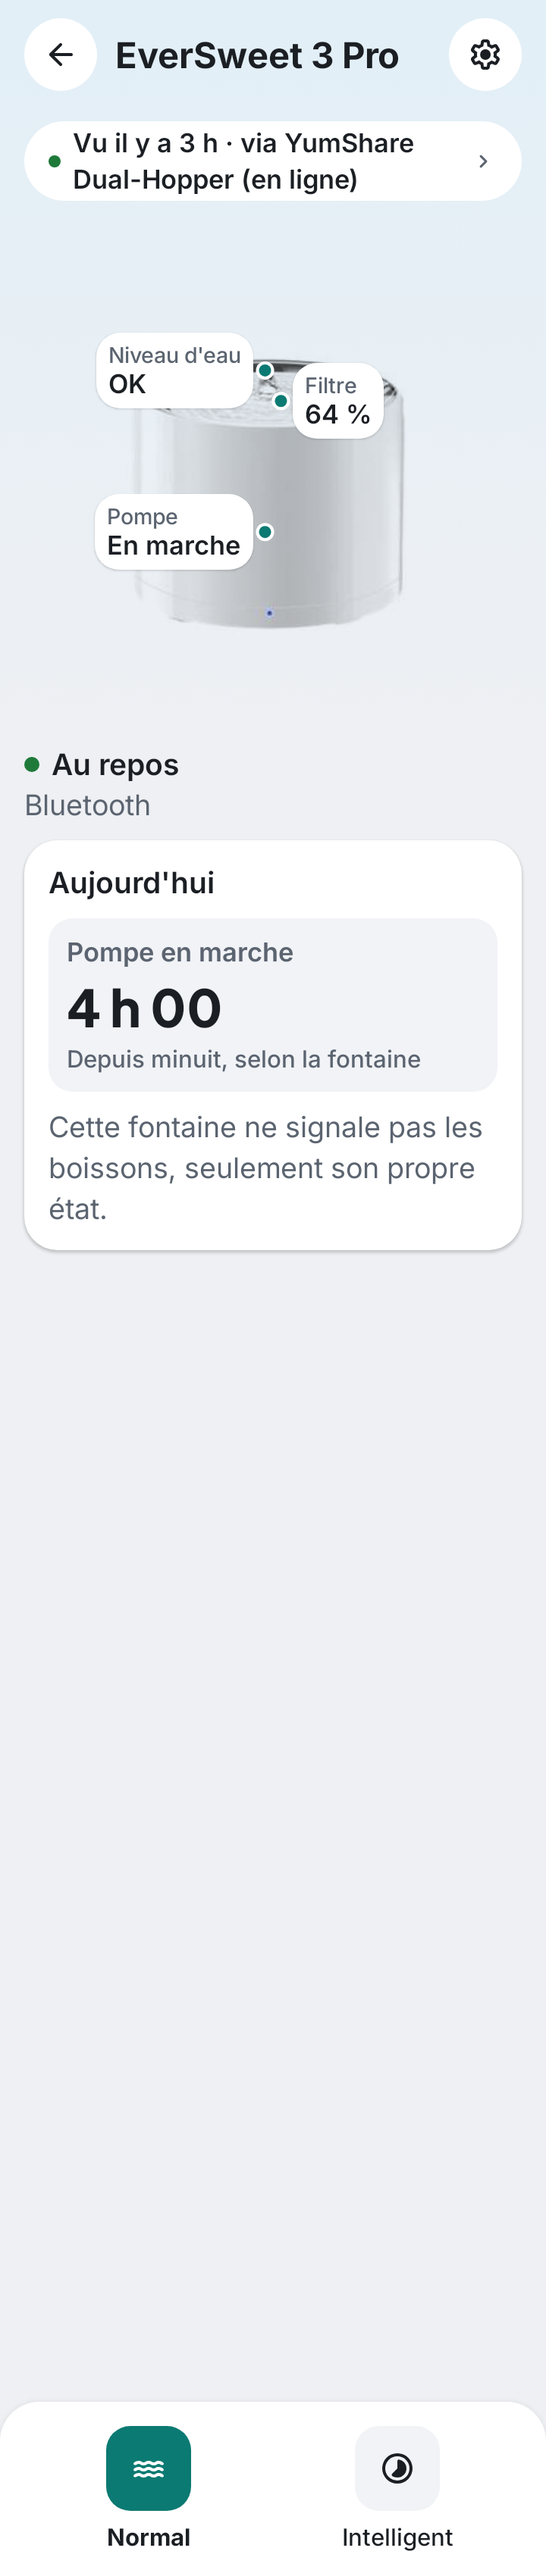 EverSweet 3 Pro
Vu il y a 3 h · via YumShare
Dual-Hopper (en ligne)
Niveau d'eau
OK
Filtre
64 %
Pompe
En marche
Au repos
Bluetooth
Aujourd'hui
Pompe en marche
4 h 00
Depuis minuit, selon la fontaine
Cette fontaine ne signale pas les
boissons, seulement son propre
état.
Normal
Intelligent